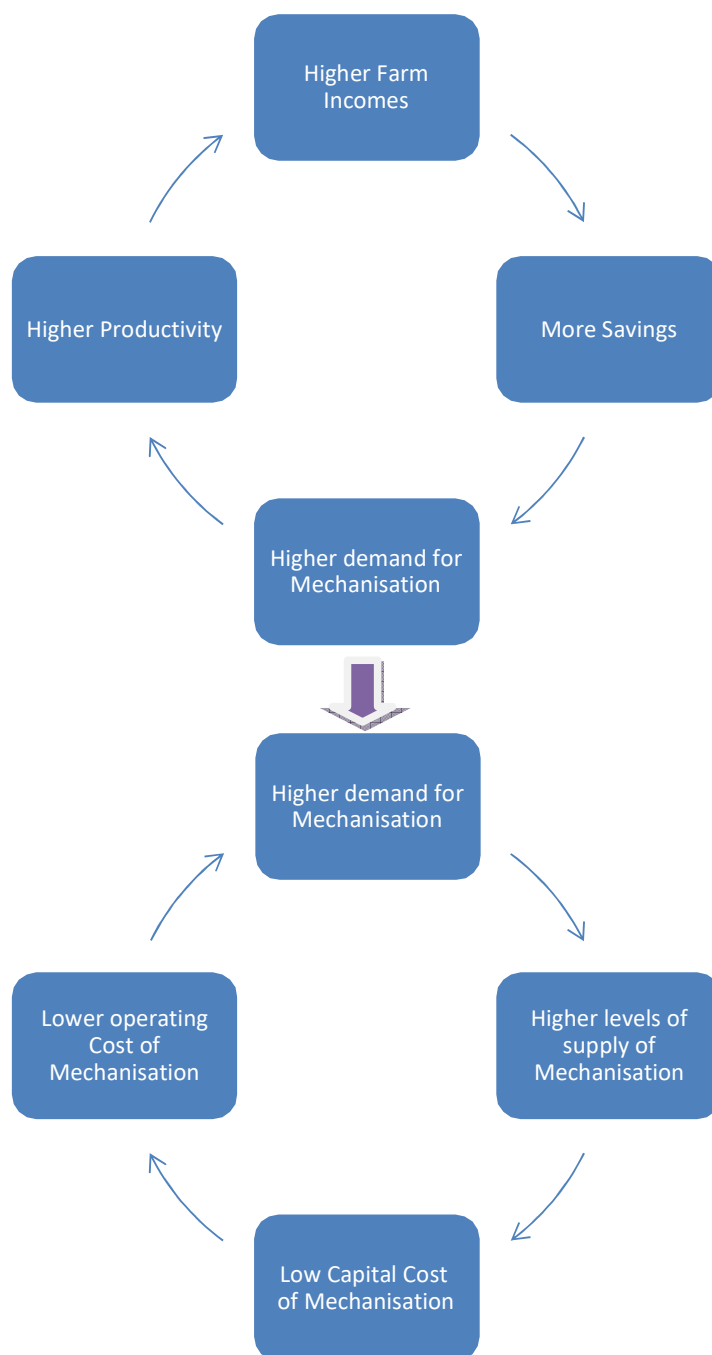 Higher Farm
Incomes
Higher Productivity
More Savings
Higher demand for
Mechanisation
Higher demand for
Mechanisation
Lower operating
Cost of
Mechanisation
Higher levels of
supply of
Mechanisation
Low Capital Cost
of Mechanisation